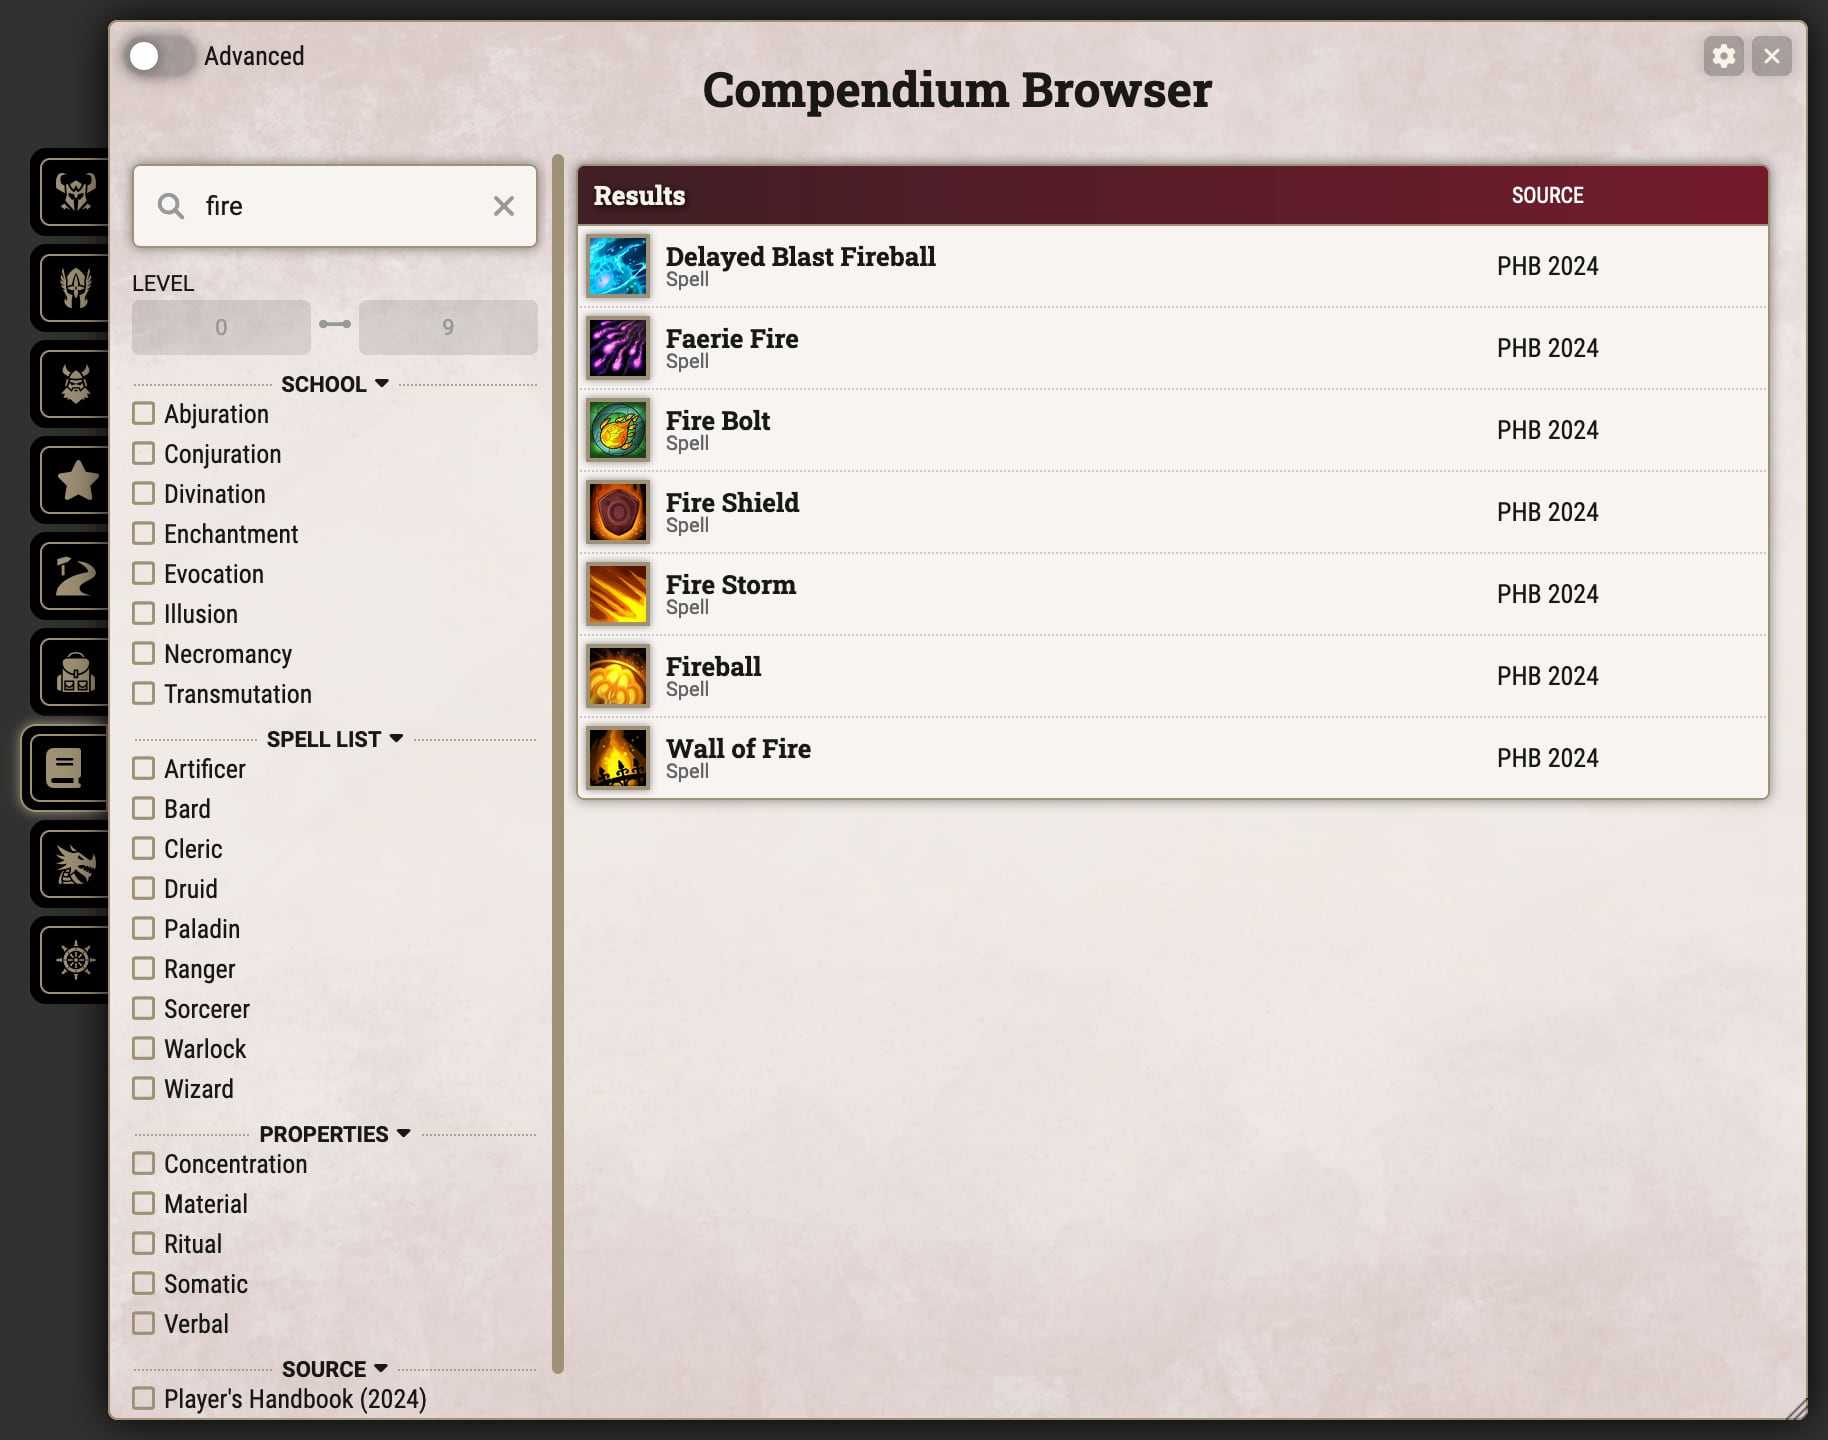 Advanced
Compendium Browser
fire
LEVEL
0
9
SCHOOL
Abjuration
Conjuration
Divination
Enchantment
Evocation
Illusion
Necromancy
Transmutation
SPELL LIST
Artificer
Bard
Cleric
Druid
Paladin
Ranger
Sorcerer
Warlock
Wizard
PROPERTIES
Concentration
Material
Ritual
Somatic
Verbal
SOURCE
Player's Handbook (2024)
Results SOURCE
Delayed Blast Fireball
Spell
PHB 2024
Faerie Fire
Spell
PHB 2024
Fire Bolt
Spell
PHB 2024
Fire Shield
Spell
PHB 2024
Fire Storm
Spell
PHB 2024
Fireball
Spell
PHB 2024
Wall of Fire
Spell
PHB 2024